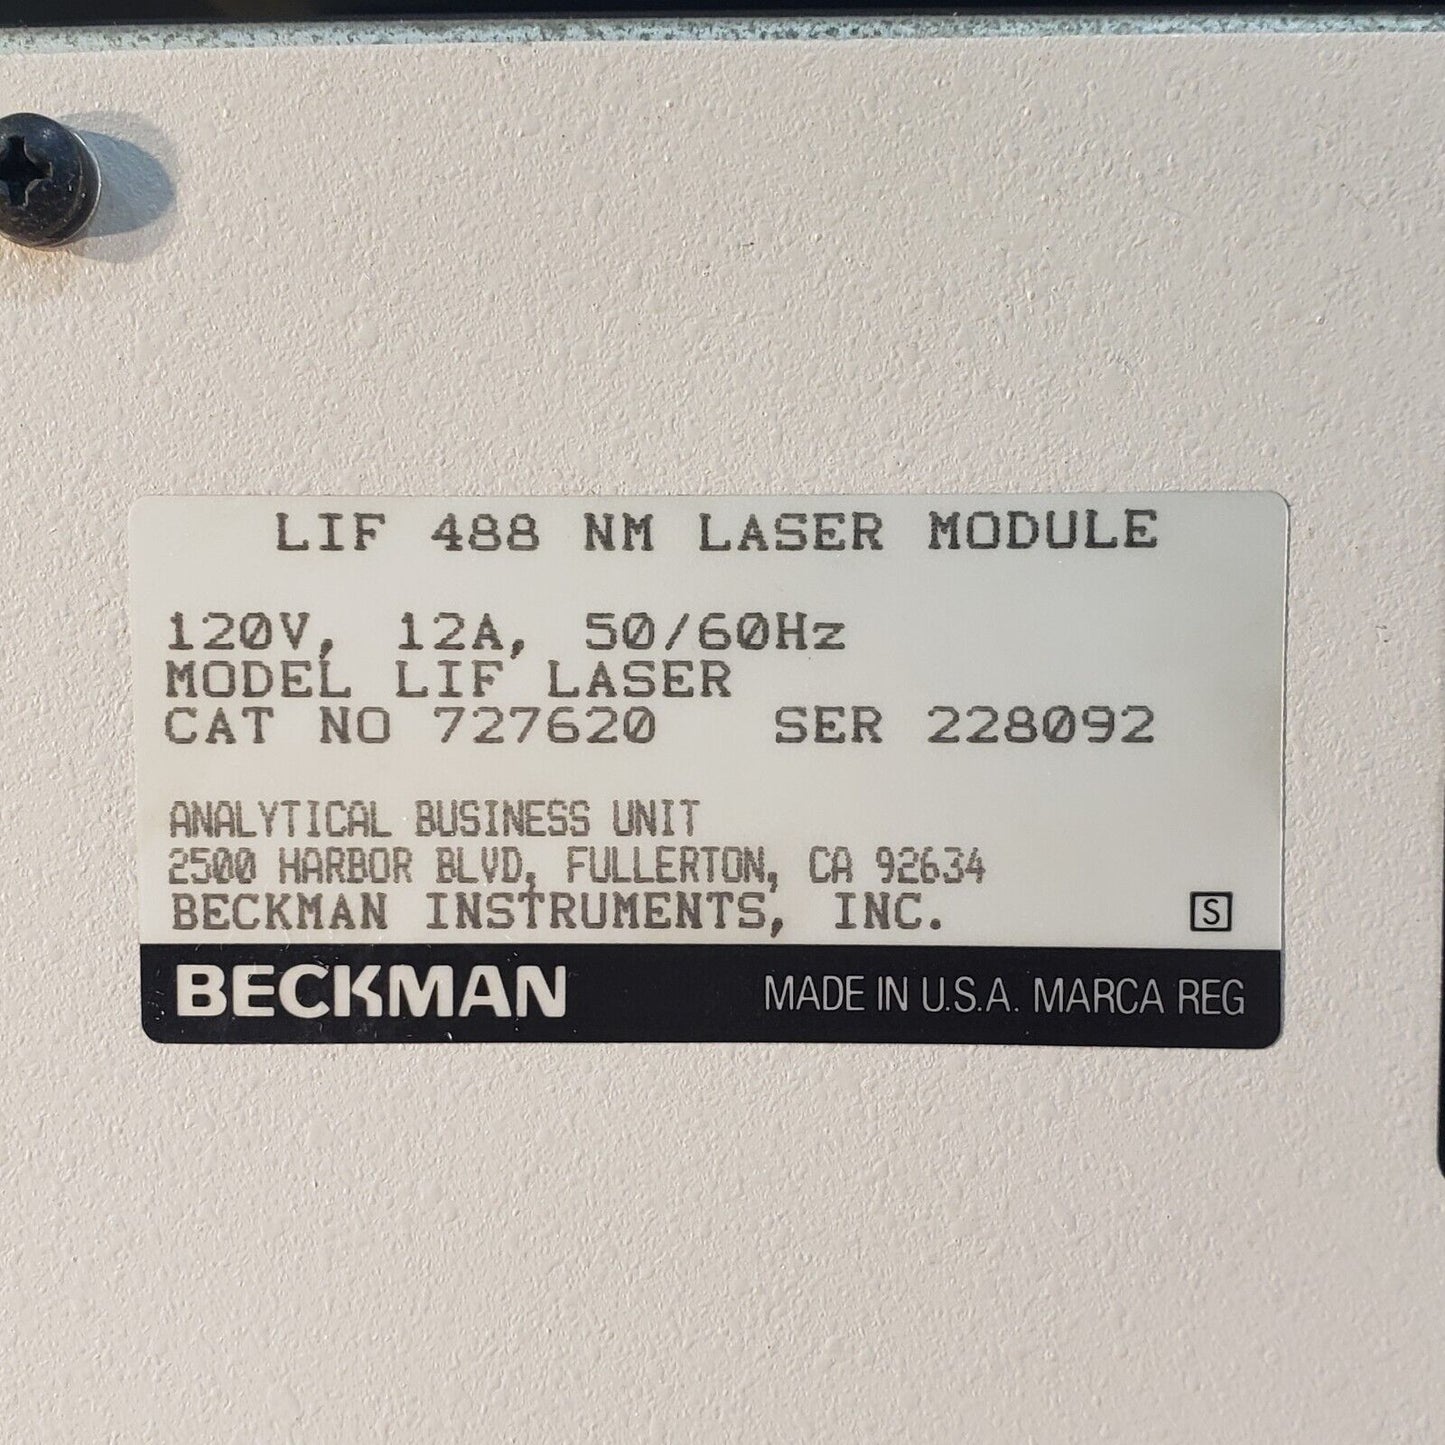 LIF 488 NM LASER MODULE
120V, 12A, 50/60Hz
MODEL LIF LASER
CAT NO 727620 SER 228092
ANALYTICAL BUSINESS UNIT
2500 HARBOR BLVD, FULLERTON, CA 92634
BECKMAN INSTRUMENTS, INC.
S
BECKMAN MADE IN U.S.A. MARCA REG